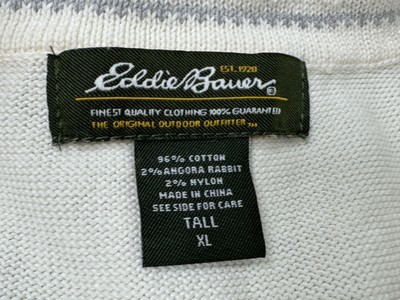 EST. 1920
Eddie Bauer
FINEST QUALITY CLOTHING 100% GUARANTEED
THE ORIGINAL OUTDOOR OUTFITTER™
96% COTTON
2% ANGORA RABBIT
2% NYLON
MADE IN CHINA
SEE SIDE FOR CARE
TALL
XL